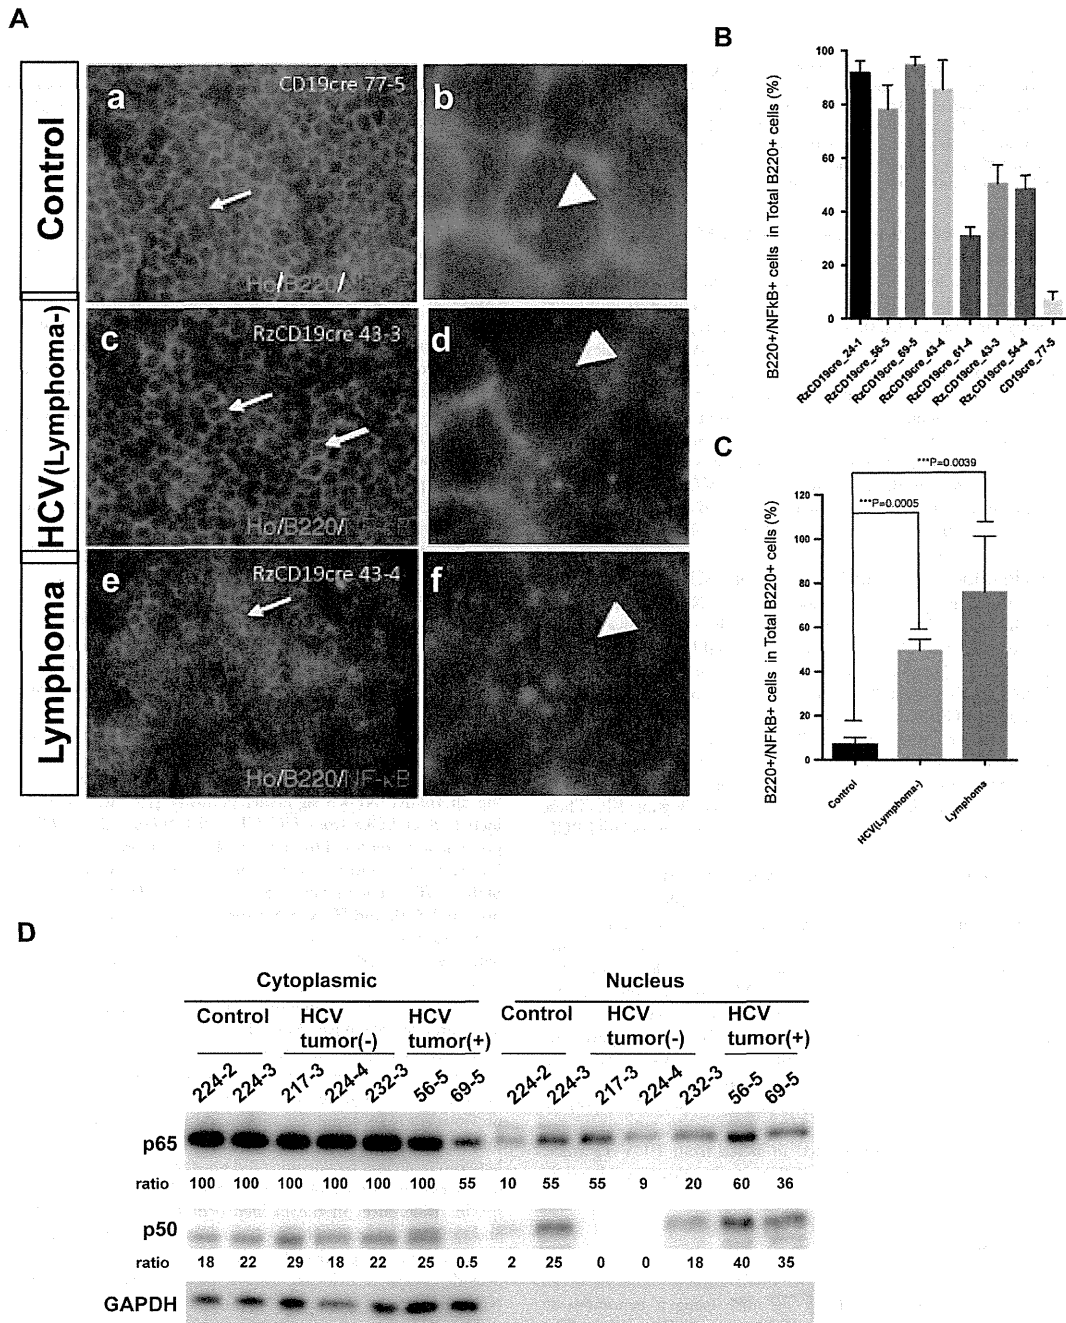 A
Control
HCV(Lymphoma-)
Lymphoma
a
CD19cre 77-5
Ho/B220/
b
c
RzCD19cre 43-3
Ho/B220/NF-κB
d
e
RzCD19cre 43-4
Ho/B220/NF-κB
f
B
B220+/NFkB+ cells in Total B220+ cells (%)
100
80
60
40
20
0
RzCD19cre_24-1
RzCD19cre_56-5
RzCD19cre_69-5
RzCD19cre_43-4
RzCD19cre_61-4
Rz,CD19cre_43-3
Rz,CD19cre_54-4
CD19cre_77-5
C
B220+/NFkB+ cells in Total B220+ cells (%)
***P=0.0039
***P=0.0005
120
100
80
60
40
20
0
Control
HCV(Lymphoma-)
Lymphoma
D
Cytoplasmic Nucleus
Control HCV tumor(-) HCV tumor(+) Control HCV tumor(-) HCV tumor(+)
224-2 224-3 217-3 224-4 232-3 56-5 69-5 224-2 224-3 217-3 224-4 232-3 56-5 69-5
p65
ratio 100 100 100 100 100 100 55 10 55 55 9 20 60 36
p50
ratio 18 22 29 18 22 25 0.5 2 25 0 0 18 40 35
GAPDH